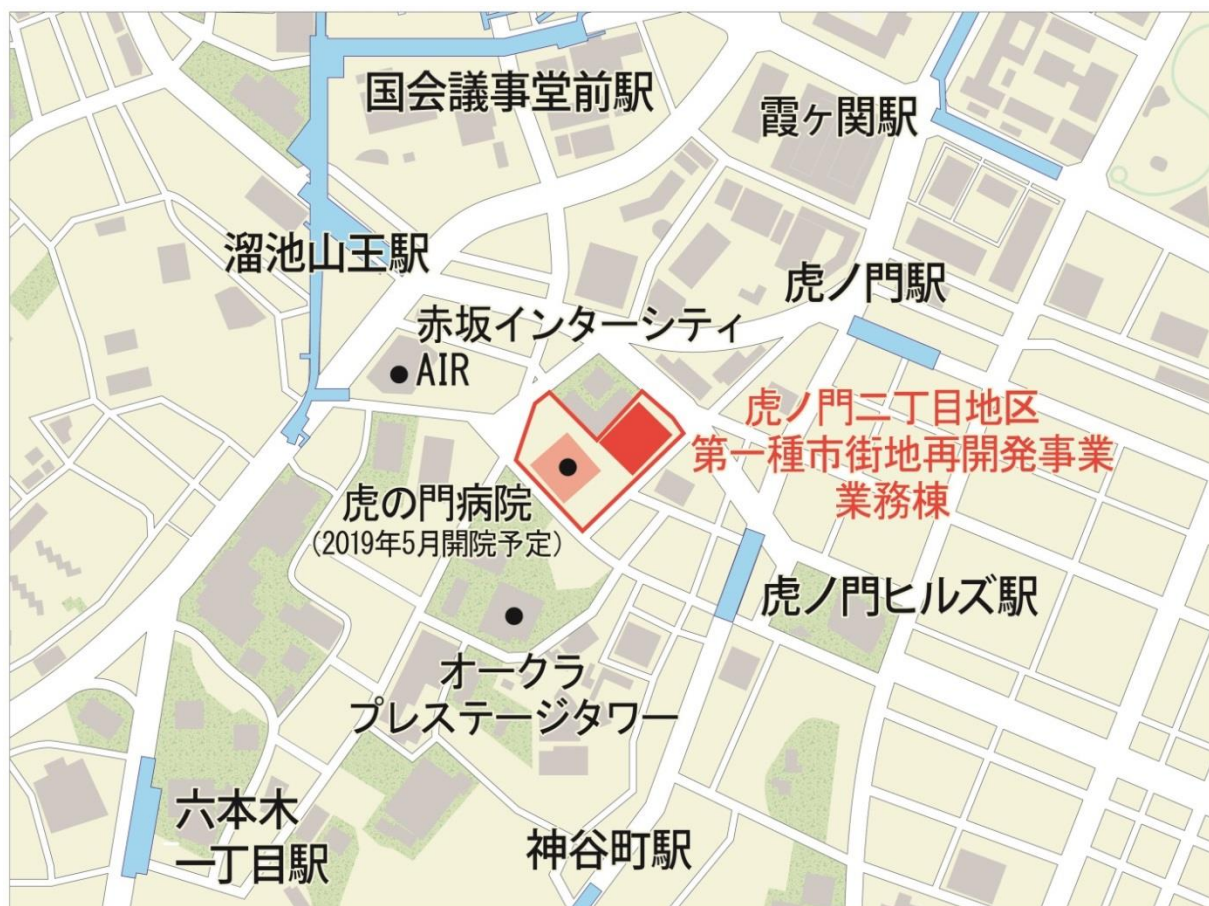 国会議事堂前駅
霞ヶ関駅
溜池山王駅
虎ノ門駅
赤坂インターシティ
AIR
虎ノ門二丁目地区
第一種市街地再開発事業
業務棟
虎の門病院
(2019年5月開院予定)
虎ノ門ヒルズ駅
オークラ
プレステージタワー
六本木
一丁目駅
神谷町駅